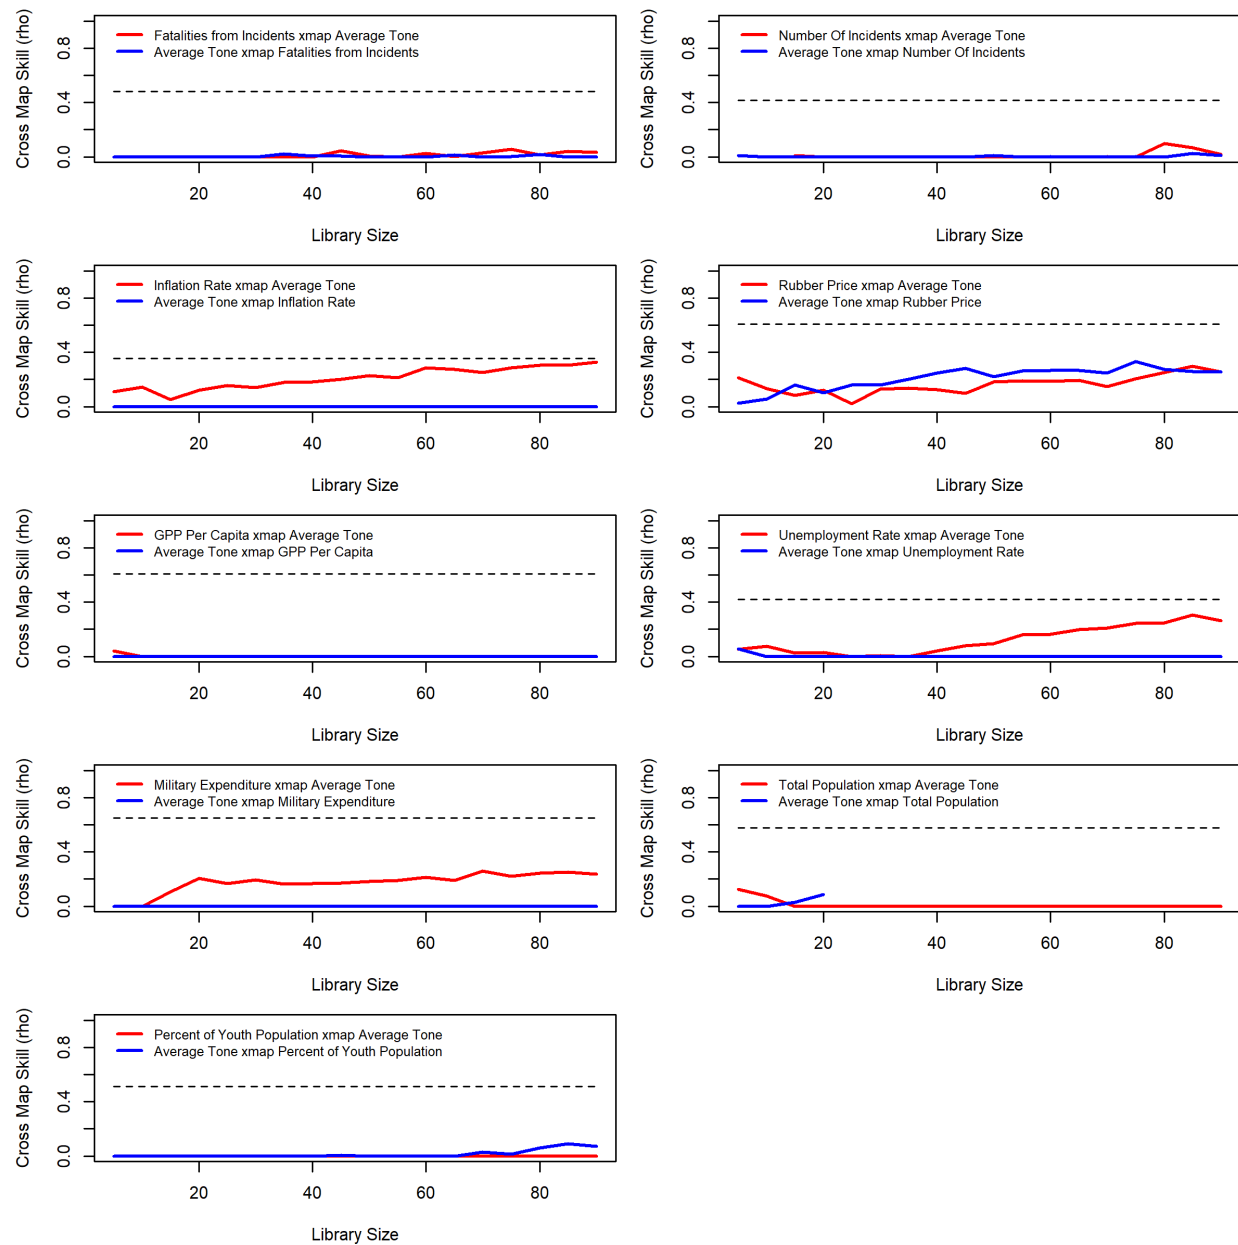 Cross Map Skill (rho)
0.0 0.4 0.8
Fatalities from Incidents xmap Average Tone
Average Tone xmap Fatalities from Incidents
20 40 60 80
Library Size
Cross Map Skill (rho)
0.0 0.4 0.8
Number Of Incidents xmap Average Tone
Average Tone xmap Number Of Incidents
20 40 60 80
Library Size
Cross Map Skill (rho)
0.0 0.4 0.8
Inflation Rate xmap Average Tone
Average Tone xmap Inflation Rate
20 40 60 80
Library Size
Cross Map Skill (rho)
0.0 0.4 0.8
Rubber Price xmap Average Tone
Average Tone xmap Rubber Price
20 40 60 80
Library Size
Cross Map Skill (rho)
0.0 0.4 0.8
GPP Per Capita xmap Average Tone
Average Tone xmap GPP Per Capita
20 40 60 80
Library Size
Cross Map Skill (rho)
0.0 0.4 0.8
Unemployment Rate xmap Average Tone
Average Tone xmap Unemployment Rate
20 40 60 80
Library Size
Cross Map Skill (rho)
0.0 0.4 0.8
Military Expenditure xmap Average Tone
Average Tone xmap Military Expenditure
20 40 60 80
Library Size
Cross Map Skill (rho)
0.0 0.4 0.8
Total Population xmap Average Tone
Average Tone xmap Total Population
20 40 60 80
Library Size
Cross Map Skill (rho)
0.0 0.4 0.8
Percent of Youth Population xmap Average Tone
Average Tone xmap Percent of Youth Population
20 40 60 80
Library Size